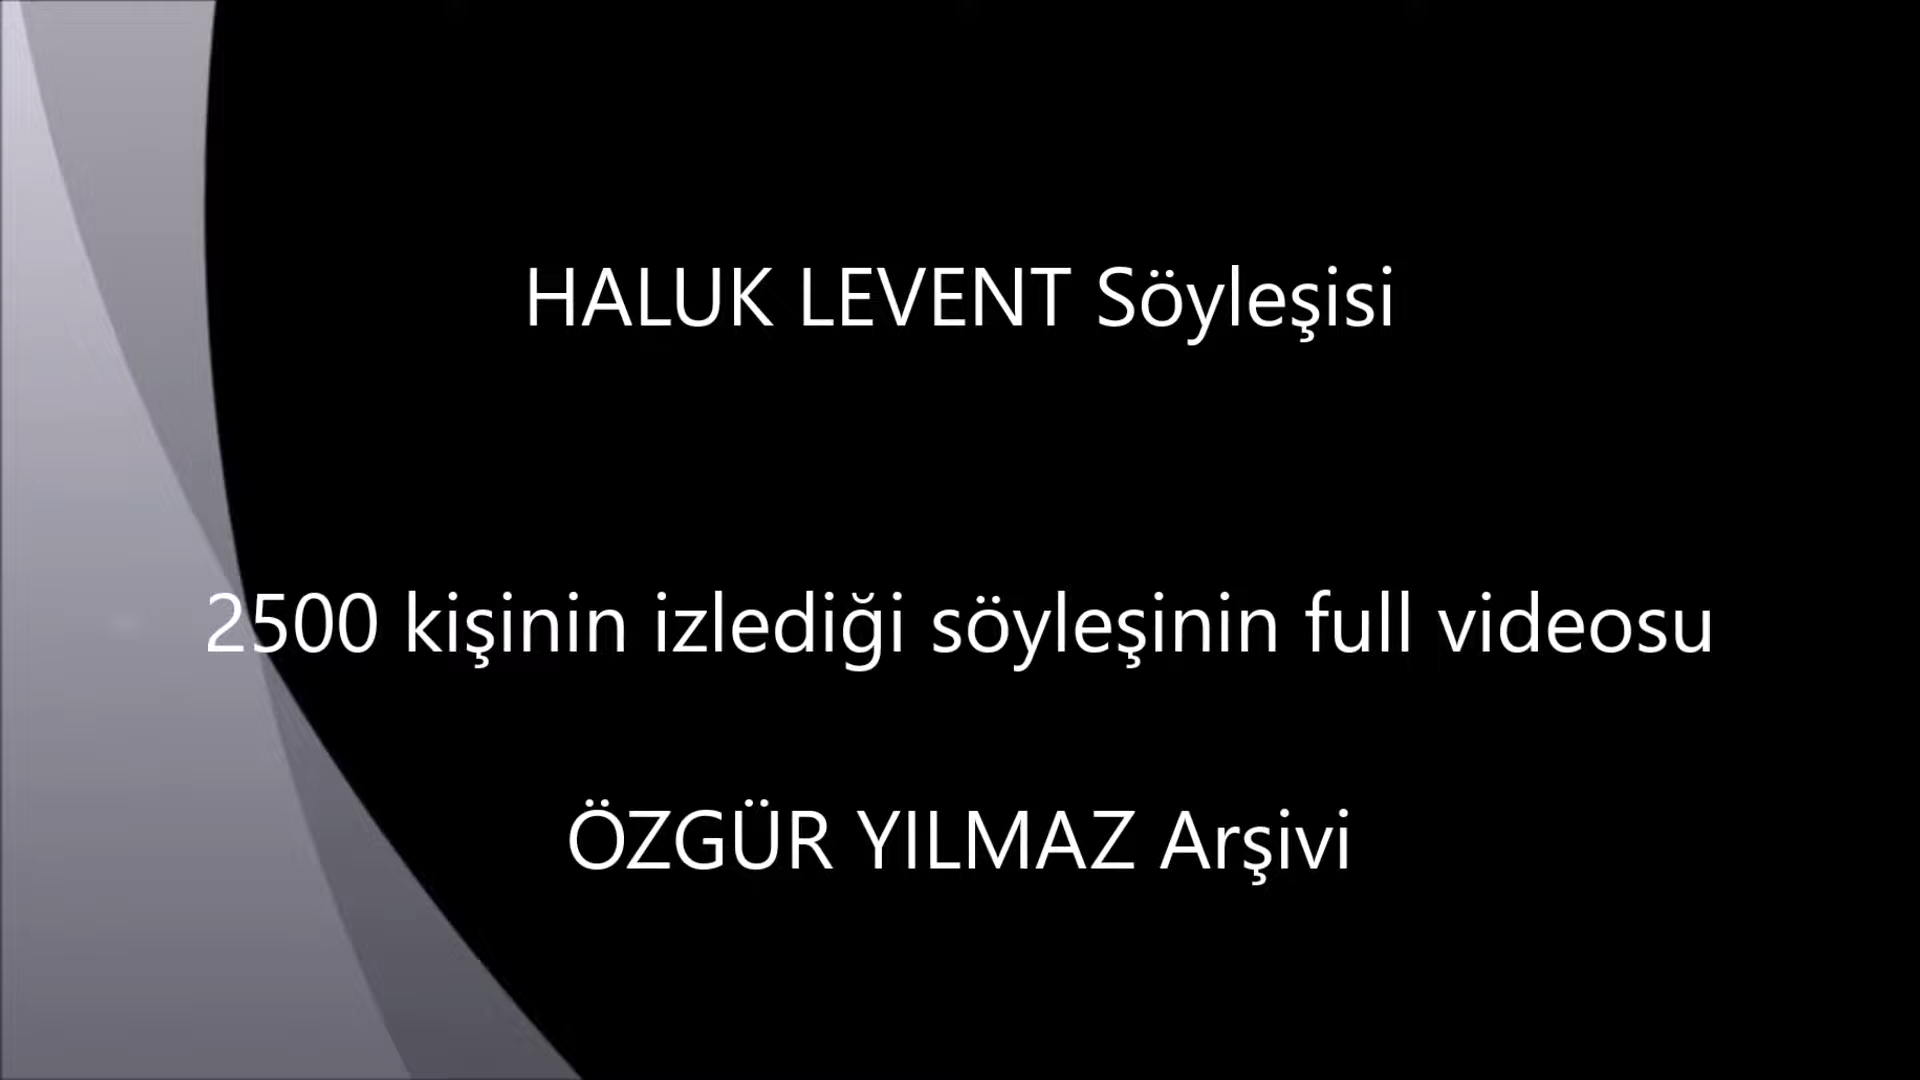 HALUK LEVENT Söyleşisi
2500 kişinin izlediği söyleşinin full videosu
ÖZGÜR YILMAZ Arşivi